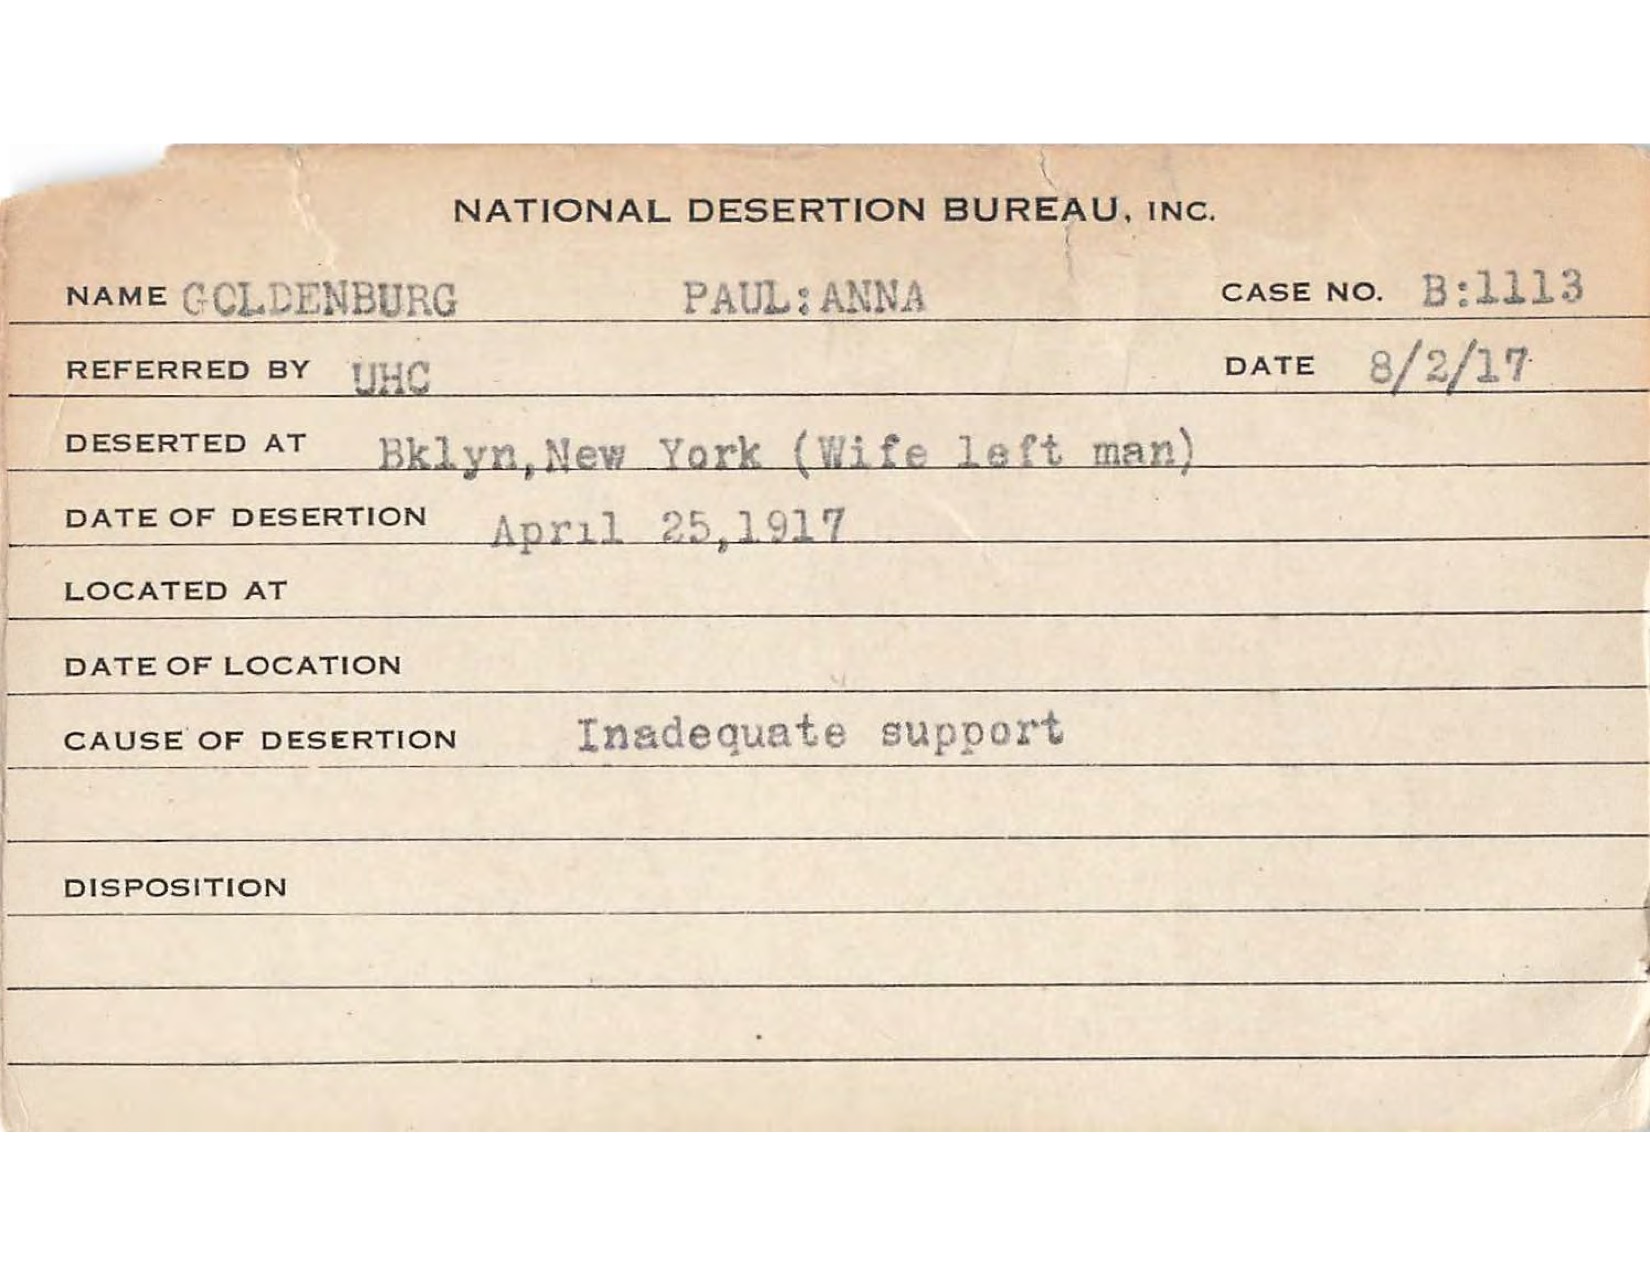 NATIONAL DESERTION BUREAU, INC.
NAME GOLDENBURG PAUL:ANNA CASE NO. B:1113
REFERRED BY UHC DATE 8/2/17
DESERTED AT Bklyn,New York (Wife left man)
DATE OF DESERTION April 25,1917
LOCATED AT
DATE OF LOCATION
CAUSE OF DESERTION Inadequate support
DISPOSITION